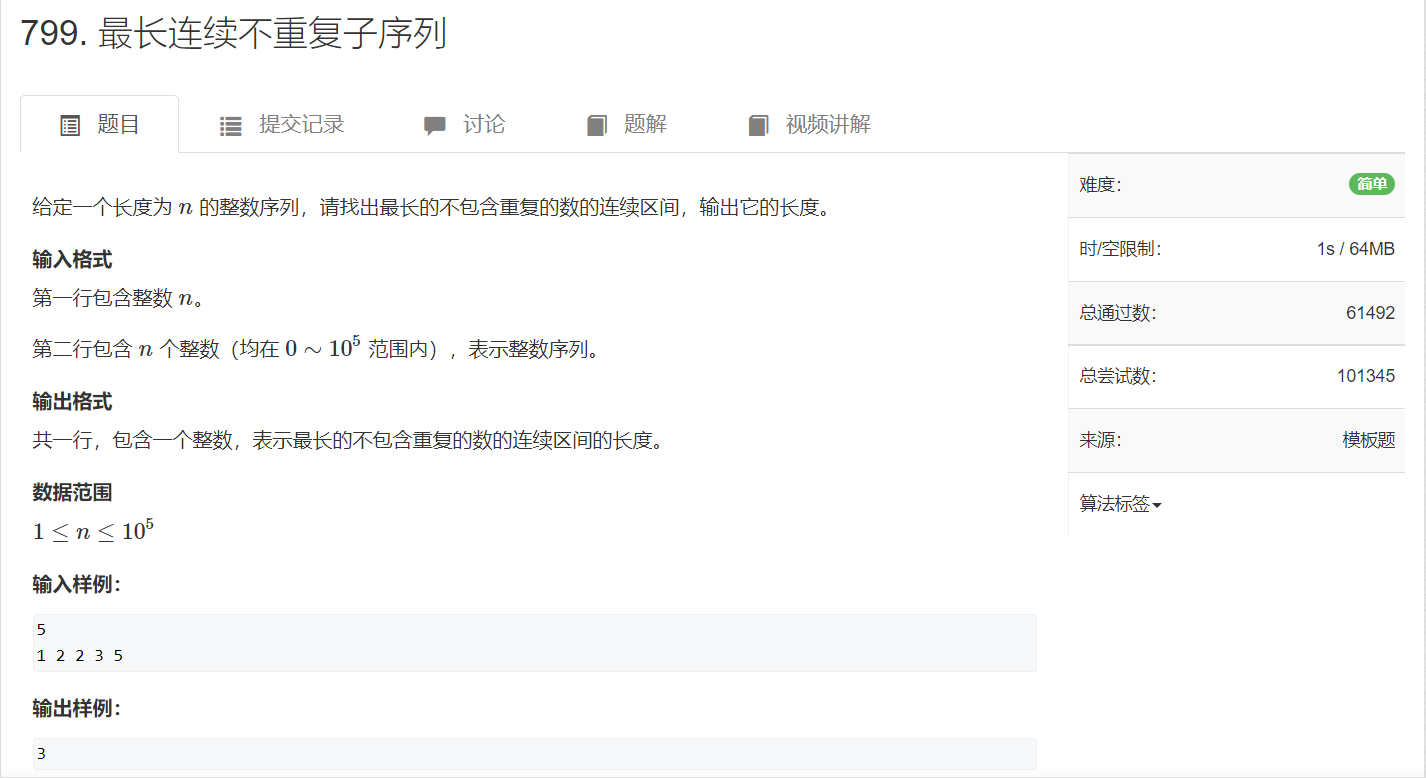 799. 最长连续不重复子序列
题目
提交记录
讨论
题解
视频讲解
给定一个长度为 n 的整数序列，请找出最长的不包含重复的数的连续区间，输出它的长度。
输入格式
第一行包含整数 n。
第二行包含 n 个整数（均在 0 ∼ 10⁵ 范围内），表示整数序列。
输出格式
共一行，包含一个整数，表示最长的不包含重复的数的连续区间的长度。
数据范围
1 ≤ n ≤ 10⁵
输入样例：
5
1 2 2 3 5
输出样例：
3
难度： 简单
时/空限制： 1s / 64MB
总通过数： 61492
总尝试数： 101345
来源： 模板题
算法标签